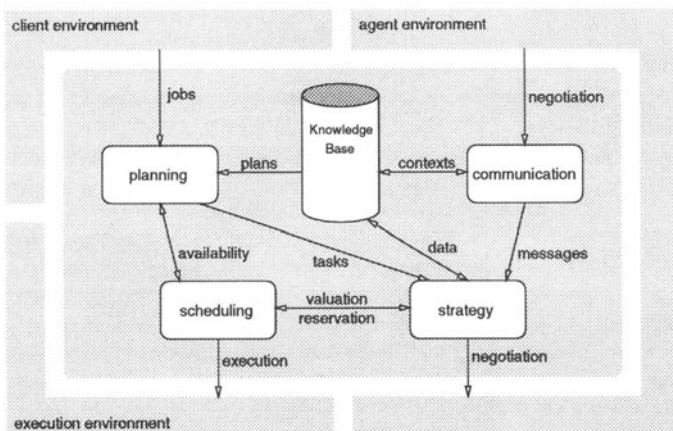 client environment
agent environment
jobs
negotiation
Knowledge
Base
planning
plans
contexts
communication
availability
tasks
data
messages
scheduling
valuation
reservation
strategy
execution
negotiation
execution environment